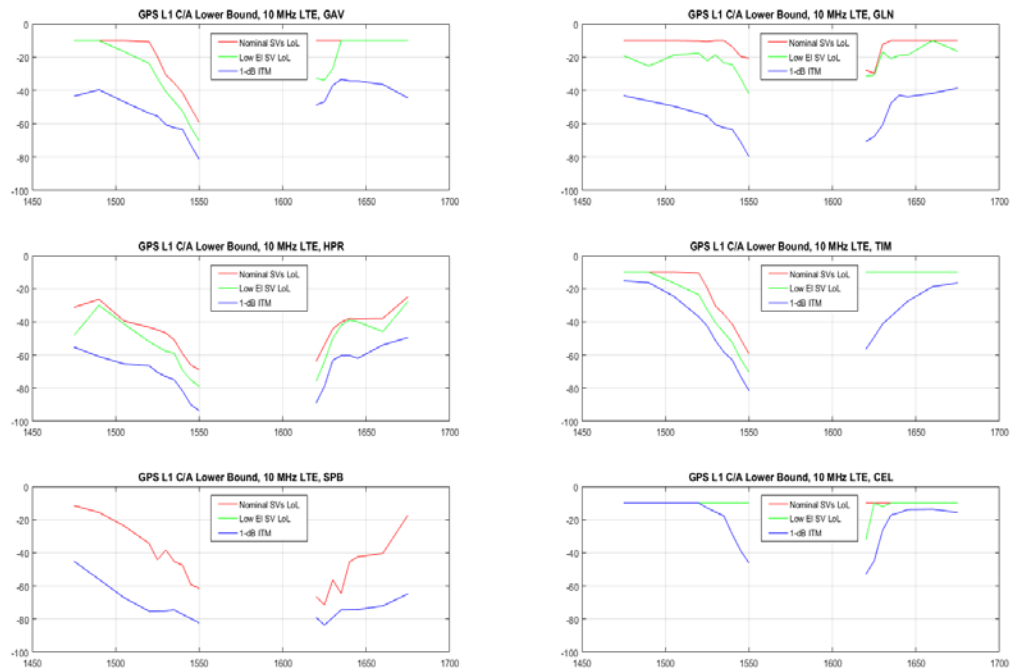 GPS L1 C/A Lower Bound, 10 MHz LTE, GAV
0
-20
-40
-60
-80
-100
1450 1500 1550 1600 1650 1700
Nominal SVs LoL
Low El SV LoL
1-dB ITM
GPS L1 C/A Lower Bound, 10 MHz LTE, GLN
0
-20
-40
-60
-80
-100
1450 1500 1550 1600 1650 1700
Nominal SVs LoL
Low El SV LoL
1-dB ITM
GPS L1 C/A Lower Bound, 10 MHz LTE, HPR
0
-20
-40
-60
-80
-100
1450 1500 1550 1600 1650 1700
Nominal SVs LoL
Low El SV LoL
1-dB ITM
GPS L1 C/A Lower Bound, 10 MHz LTE, TIM
0
-20
-40
-60
-80
-100
1450 1500 1550 1600 1650 1700
Nominal SVs LoL
Low El SV LoL
1-dB ITM
GPS L1 C/A Lower Bound, 10 MHz LTE, SPB
0
-20
-40
-60
-80
-100
1450 1500 1550 1600 1650 1700
Nominal SVs LoL
Low El SV LoL
1-dB ITM
GPS L1 C/A Lower Bound, 10 MHz LTE, CEL
0
-20
-40
-60
-80
-100
1450 1500 1550 1600 1650 1700
Nominal SVs LoL
Low El SV LoL
1-dB ITM